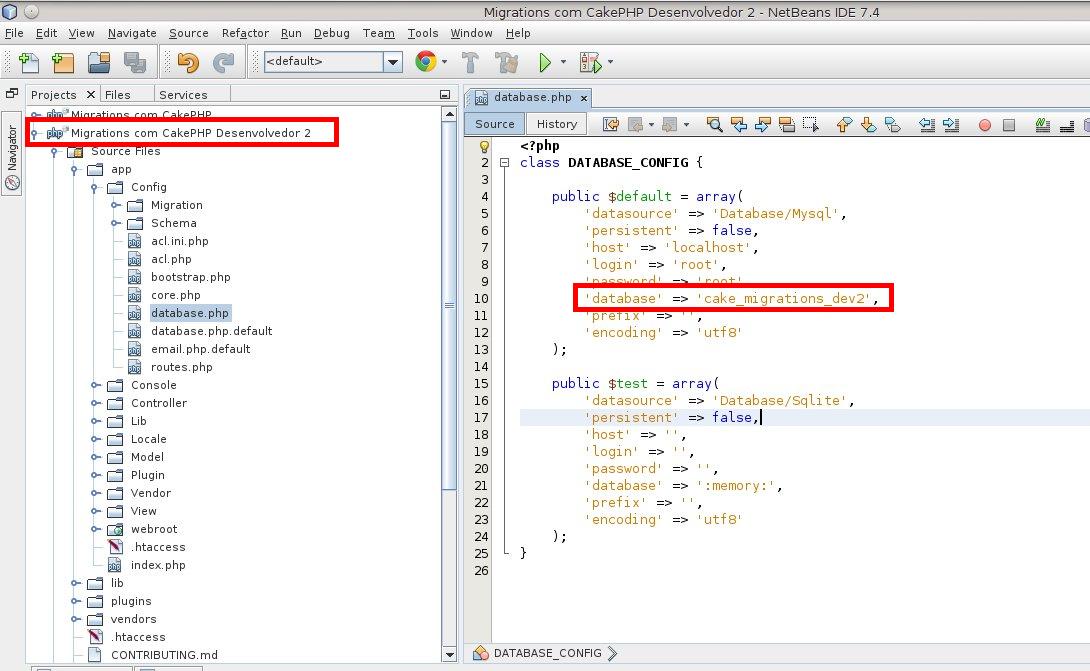 Migrations com CakePHP Desenvolvedor 2 - NetBeans IDE 7.4
File Edit View Navigate Source Refactor Run Debug Team Tools Window Help
<default>
Projects Files Services
Navigator
Migrations com CakePHP
Migrations com CakePHP Desenvolvedor 2
Source Files
app
Config
Migration
Schema
acl.ini.php
acl.php
bootstrap.php
core.php
database.php
database.php.default
email.php.default
routes.php
Console
Controller
Lib
Locale
Model
Plugin
Vendor
View
webroot
.htaccess
index.php
lib
plugins
vendors
.htaccess
CONTRIBUTING.md
database.php
Source History
<?php
2 class DATABASE_CONFIG {
3
4 public $default = array(
5 'datasource' => 'Database/Mysql',
6 'persistent' => false,
7 'host' => 'localhost',
8 'login' => 'root',
9 'password' => 'root'
10 'database' => 'cake_migrations_dev2',
11 'prefix' => '',
12 'encoding' => 'utf8'
13 );
14
15 public $test = array(
16 'datasource' => 'Database/Sqlite',
17 'persistent' => false,
18 'host' => '',
19 'login' => '',
20 'password' => '',
21 'database' => ':memory:',
22 'prefix' => '',
23 'encoding' => 'utf8'
24 );
25 }
26
DATABASE_CONFIG